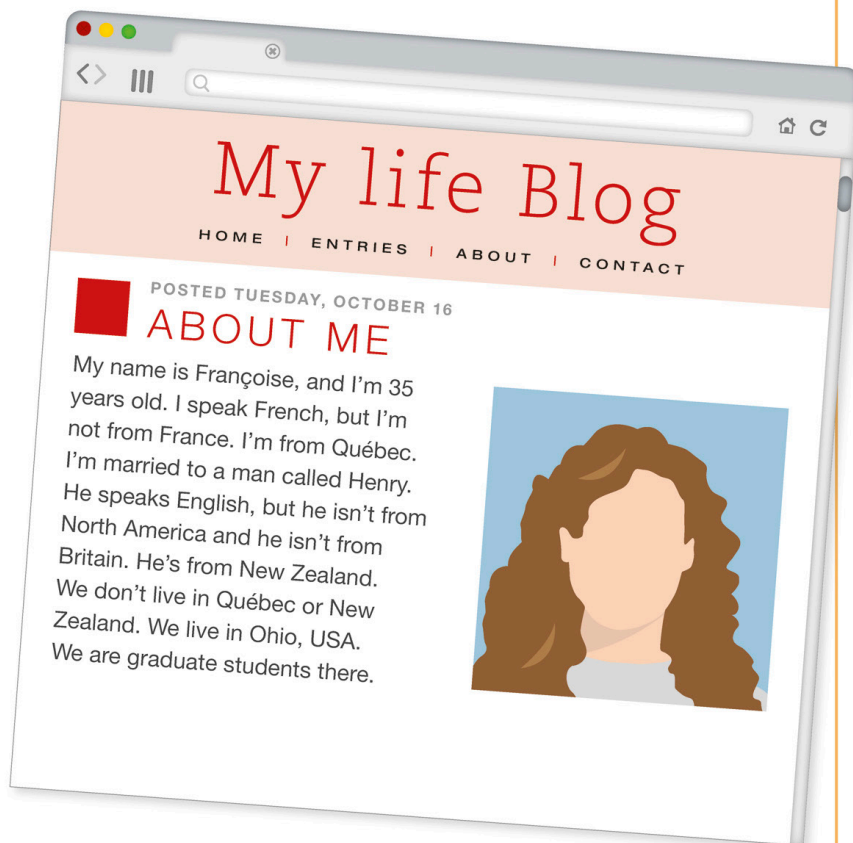 My life Blog
HOME | ENTRIES | ABOUT | CONTACT
POSTED TUESDAY, OCTOBER 16
ABOUT ME
My name is Françoise, and I'm 35
years old. I speak French, but I'm
not from France. I'm from Québec.
I'm married to a man called Henry.
He speaks English, but he isn't from
North America and he isn't from
Britain. He's from New Zealand.
We don't live in Québec or New
Zealand. We live in Ohio, USA.
We are graduate students there.